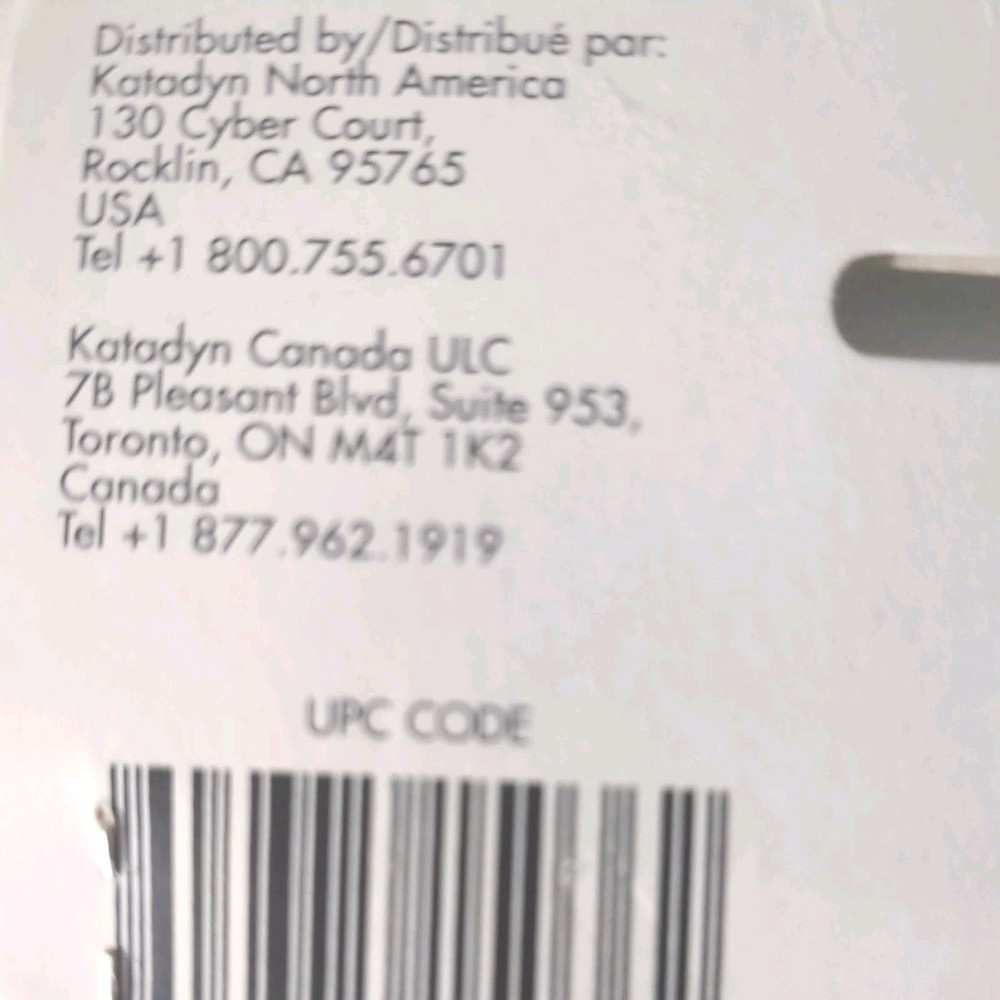 Distributed by/Distribué par:
Katadyn North America
130 Cyber Court,
Rocklin, CA 95765
USA
Tel +1 800.755.6701
Katadyn Canada ULC
7B Pleasant Blvd, Suite 953,
Toronto, ON M4T 1K2
Canada
Tel +1 877.962.1919
UPC CODE